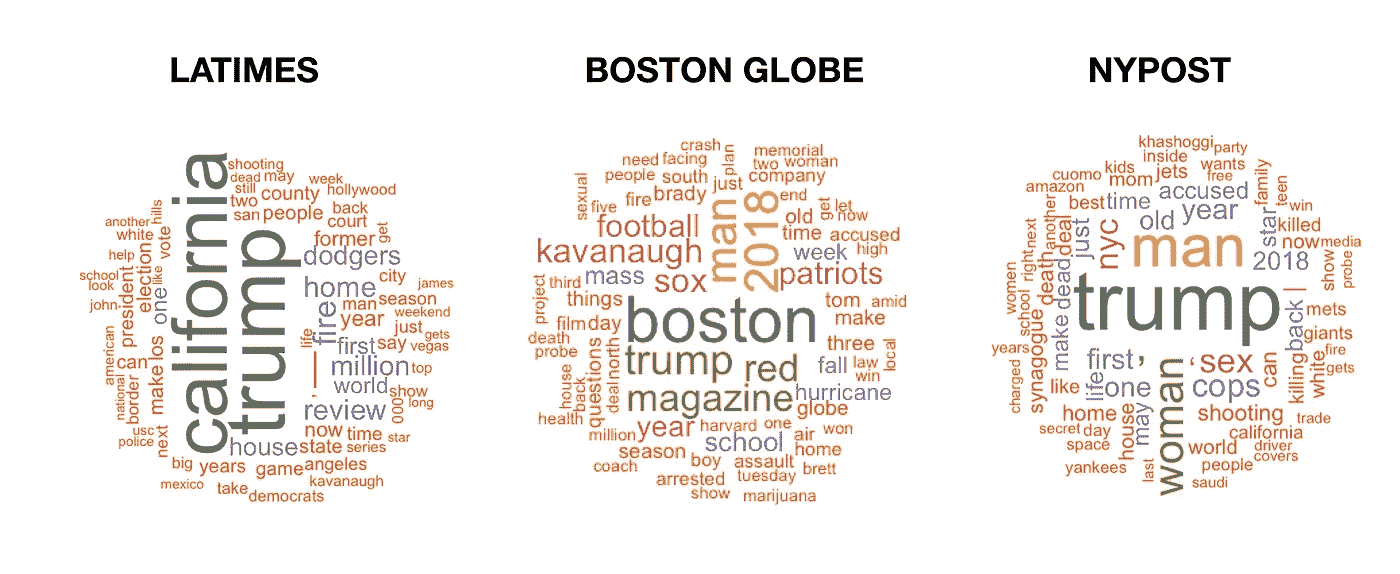 LATIMES
shooting
dead may week
still county hollywood
two
san people back
court
another hills
white vote
former get
help
dodgers
school
look
election
like
one
home city james
john
president
man season
year weekend
fire
just
california
trump
life
first say gets
vegas
american
can
los
million top
world
national
border
make
show
000 long
'
—
review
usc
police
next
now time star
house state series
big years game angeles
kavanaugh
mexico take democrats
BOSTON GLOBE
crash memorial
need facing plan two woman
people south just company
sexual fire brady end
five man 2018 old get let
now
football time accused
kavanaugh week high
mass sox patriots
project third
things tom amid
film day boston make
death
probe three
questions
deal north
trump red fall law
win
local
house
back
magazine hurricane
health globe
million year harvard one air won
school home
season boy assault brett
coach arrested tuesday
show marijuana
NYPOST
khashoggi party
inside wants
cuomo kids
mom jets free
amazon accused family
teen
best time year win
another
deal
old star killed
just nyc man now media
next
right
2018 show
probe
women
school
death
dead
trump
|
mets
synagogue
make back giants
years first ' ' sex fire
gets
charged
like life one cops can killing white
woman
home may shooting trade
secret day house california
space world driver
covers
yankees last people
saudi